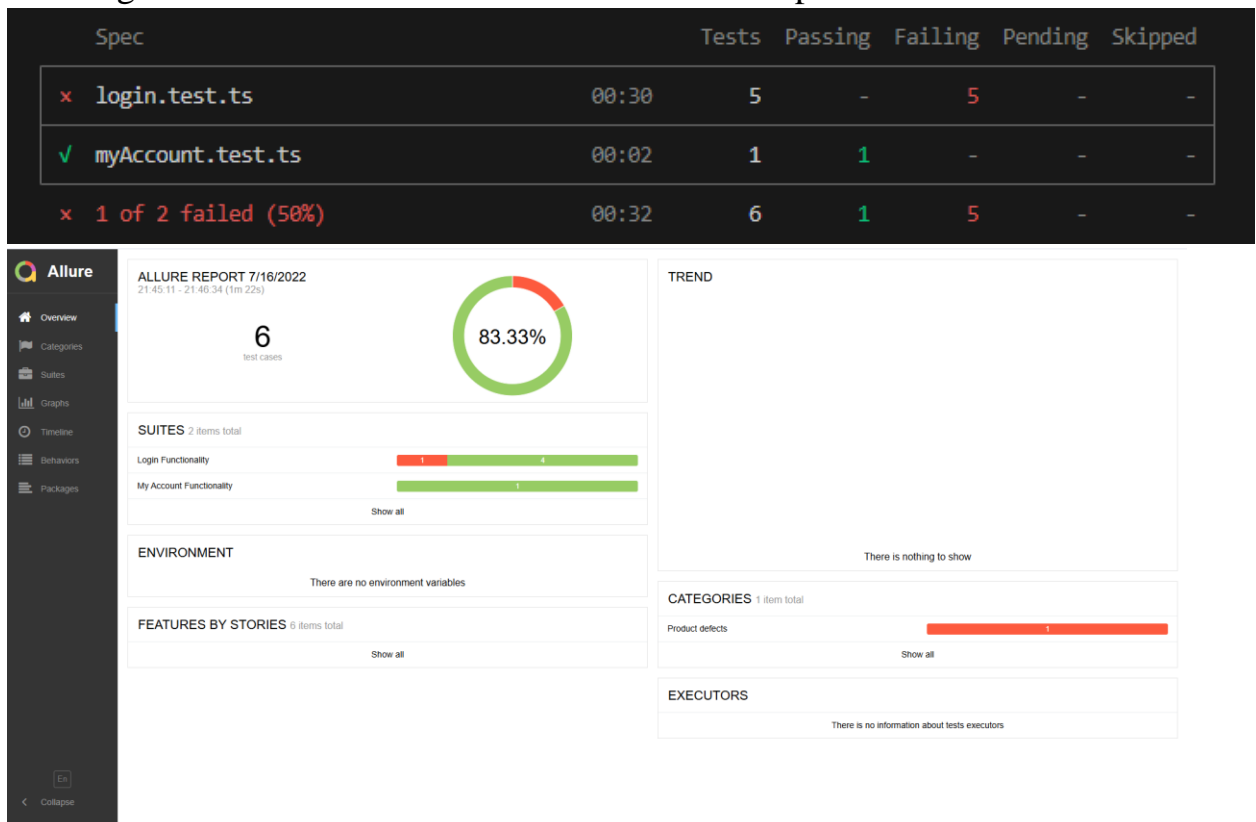 Spec Tests Passing Failing Pending Skipped
× login.test.ts 00:30 5 - 5 - -
√ myAccount.test.ts 00:02 1 1 - - -
× 1 of 2 failed (50%) 00:32 6 1 5 - -
Allure
Overview
Categories
Suites
Graphs
Timeline
Behaviors
Packages
En
Collapse
ALLURE REPORT 7/16/2022
21:45:11 - 21:46:34 (1m 22s)
6
test cases
83.33%
SUITES 2 items total
Login Functionality 1 4
My Account Functionality 1
Show all
ENVIRONMENT
There are no environment variables
FEATURES BY STORIES 6 items total
Show all
TREND
There is nothing to show
CATEGORIES 1 item total
Product defects 1
Show all
EXECUTORS
There is no information about tests executors